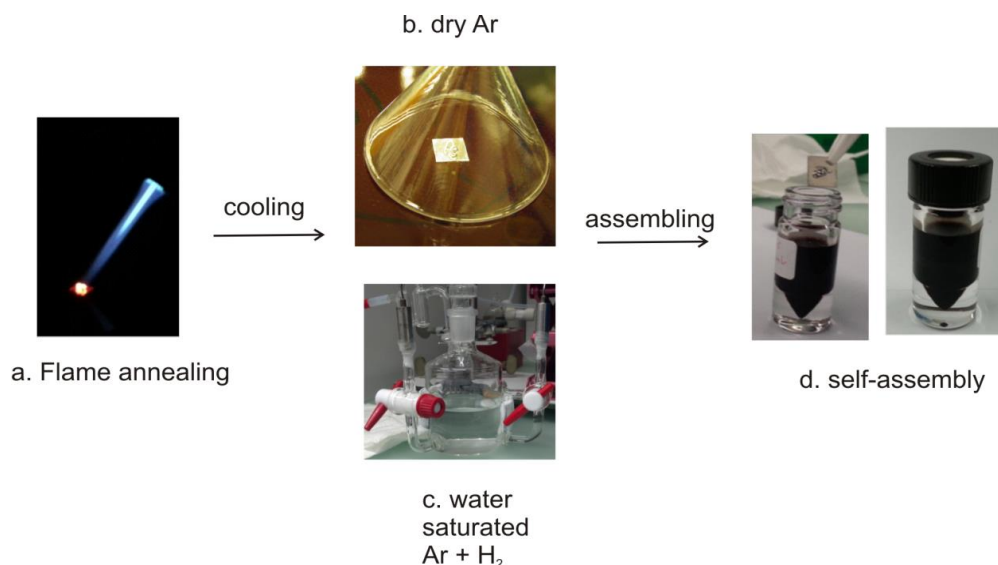 b. dry Ar
cooling
assembling
a. Flame annealing
d. self-assembly
c. water
saturated
Ar + H₂